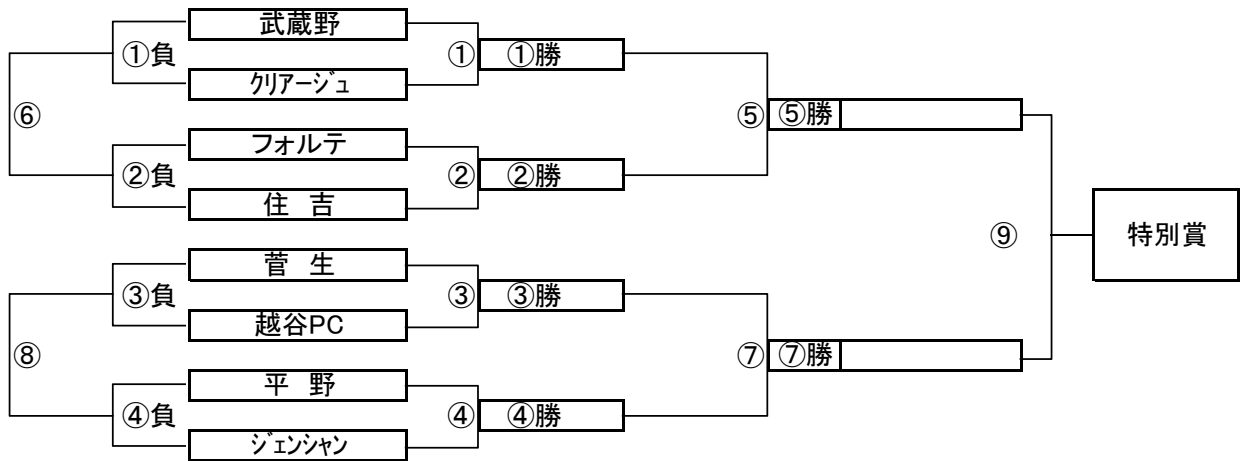 武蔵野
①負 ① ①勝
クリアージュ
⑥ ⑤ ⑤勝
フォルテ
②負 ② ②勝
住 吉
⑨ 特別賞
菅 生
③負 ③ ③勝
越谷PC
⑧ ⑦ ⑦勝
平 野
④負 ④ ④勝
ジェンシャン